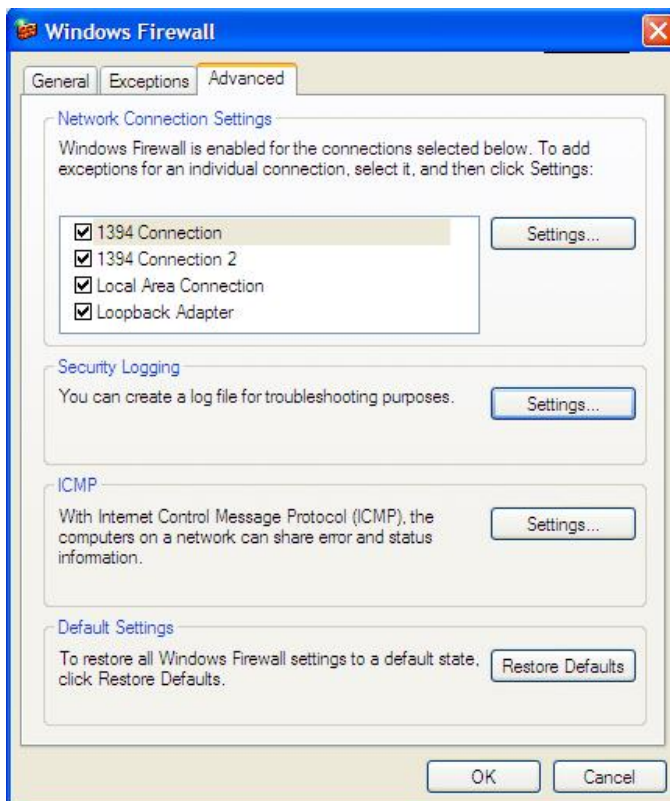 Windows Firewall
General Exceptions Advanced
Network Connection Settings
Windows Firewall is enabled for the connections selected below. To add
exceptions for an individual connection, select it, and then click Settings:
1394 Connection
1394 Connection 2
Local Area Connection
Loopback Adapter
Settings...
Security Logging
You can create a log file for troubleshooting purposes.
Settings...
ICMP
With Internet Control Message Protocol (ICMP), the
computers on a network can share error and status
information.
Settings...
Default Settings
To restore all Windows Firewall settings to a default state,
click Restore Defaults.
Restore Defaults
OK Cancel